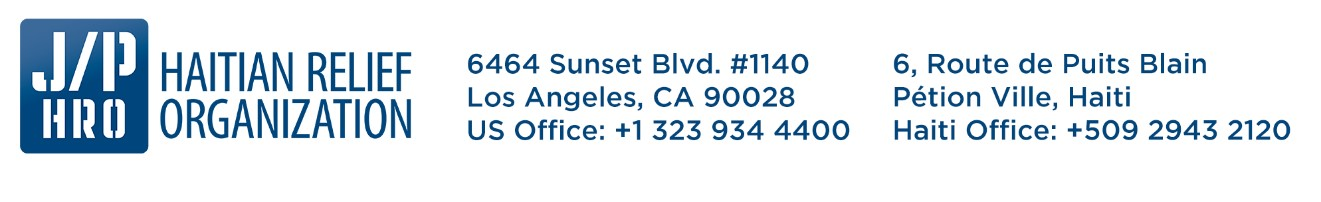 J/P
HRO
HAITIAN RELIEF
ORGANIZATION
6464 Sunset Blvd. #1140
Los Angeles, CA 90028
US Office: +1 323 934 4400
6, Route de Puits Blain
Pétion Ville, Haiti
Haiti Office: +509 2943 2120